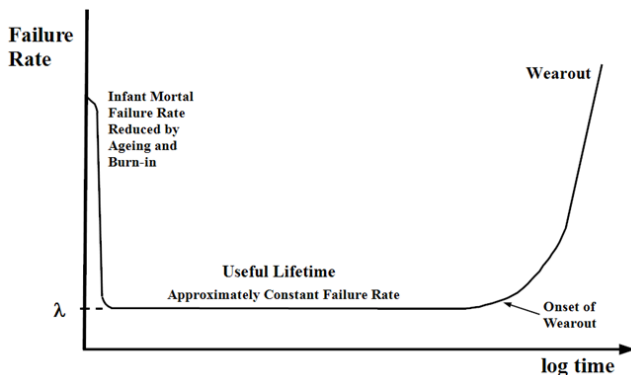 Failure
Rate
Wearout
Infant Mortal
Failure Rate
Reduced by
Ageing and
Burn-in
Useful Lifetime
Approximately Constant Failure Rate
λ
Onset of
Wearout
log time